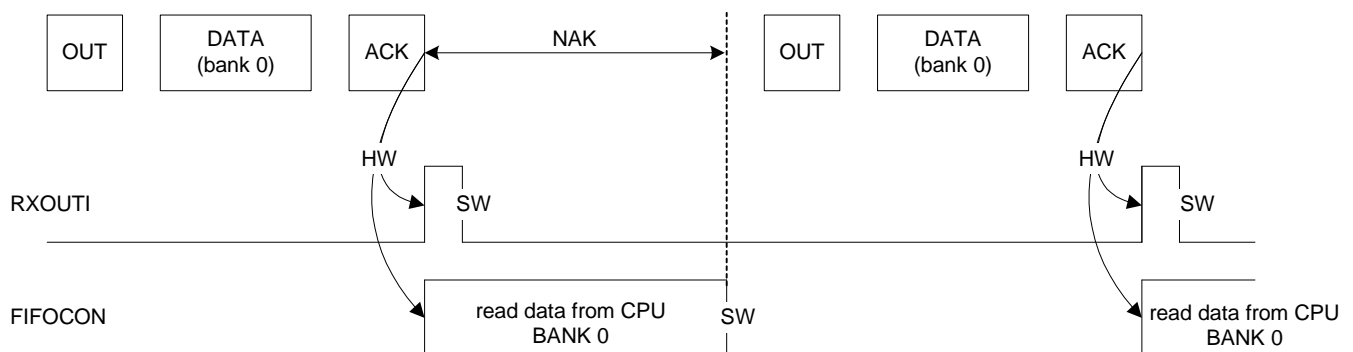 OUT
DATA
(bank 0)
ACK
NAK
OUT
DATA
(bank 0)
ACK
HW
HW
RXOUTI
SW
SW
FIFOCON
read data from CPU
BANK 0
SW
read data from CPU
BANK 0